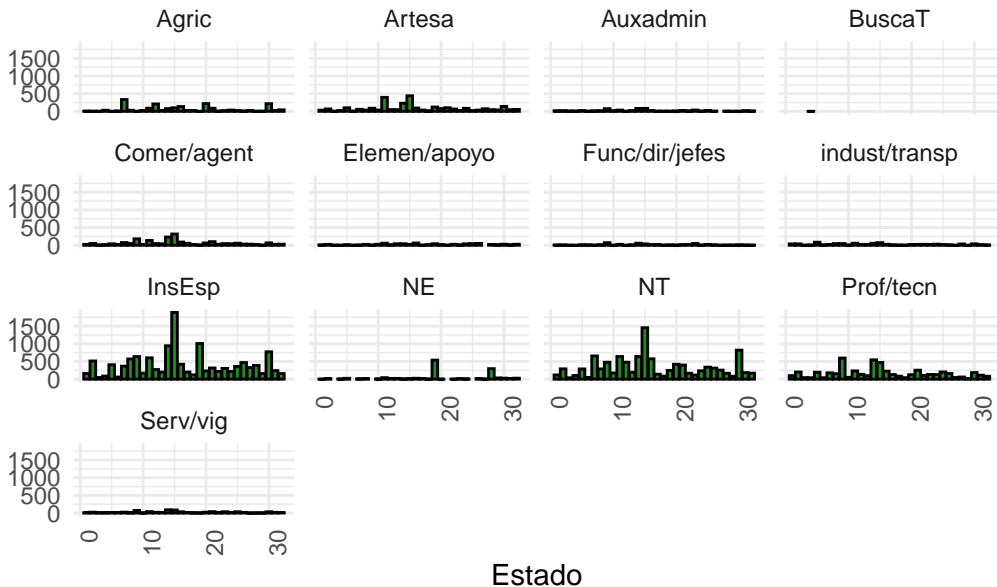 Agric Artesa Auxadmin BuscaT
1500
1000
500
0
Comer/agent Elemen/apoyo Func/dir/jefes indust/transp
1500
1000
500
0
InsEsp NE NT Prof/tecn
1500
1000
500
0
0 10 20 30 0 10 20 30 0 10 20 30
Serv/vig
1500
1000
500
0
0 10 20 30
Estado